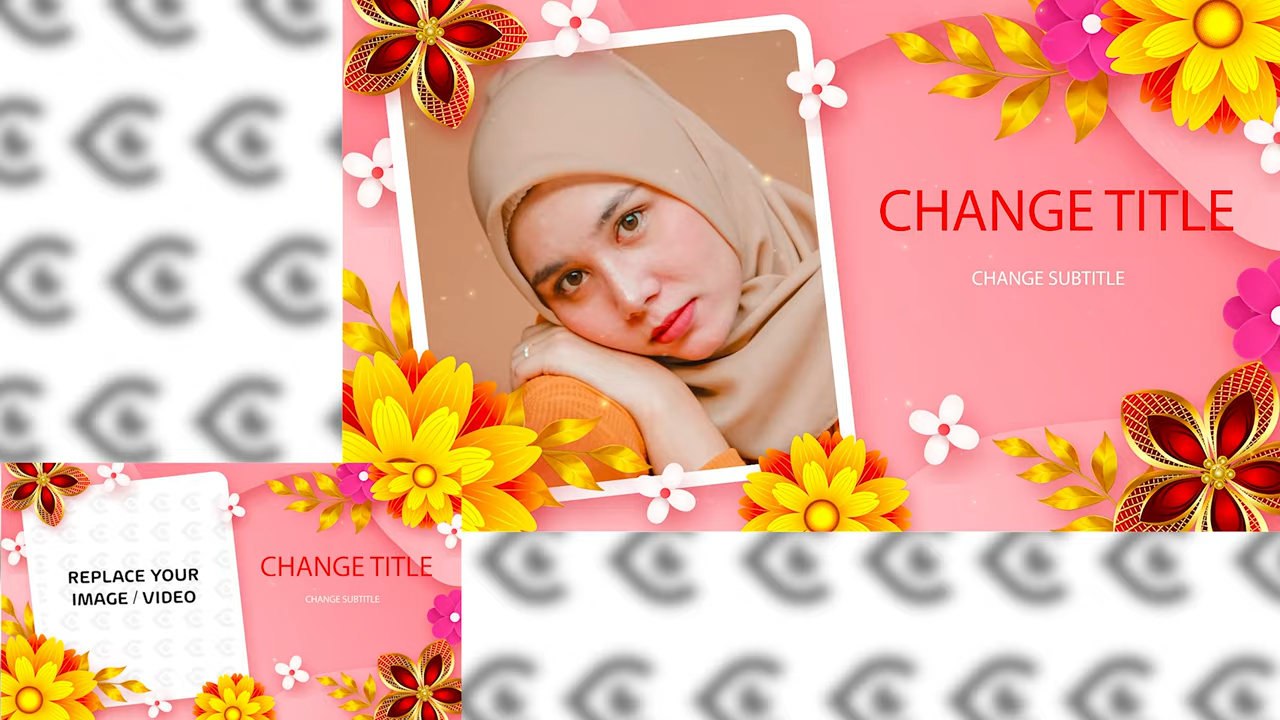 CHANGE TITLE
CHANGE SUBTITLE
REPLACE YOUR
IMAGE / VIDEO
CHANGE TITLE
CHANGE SUBTITLE